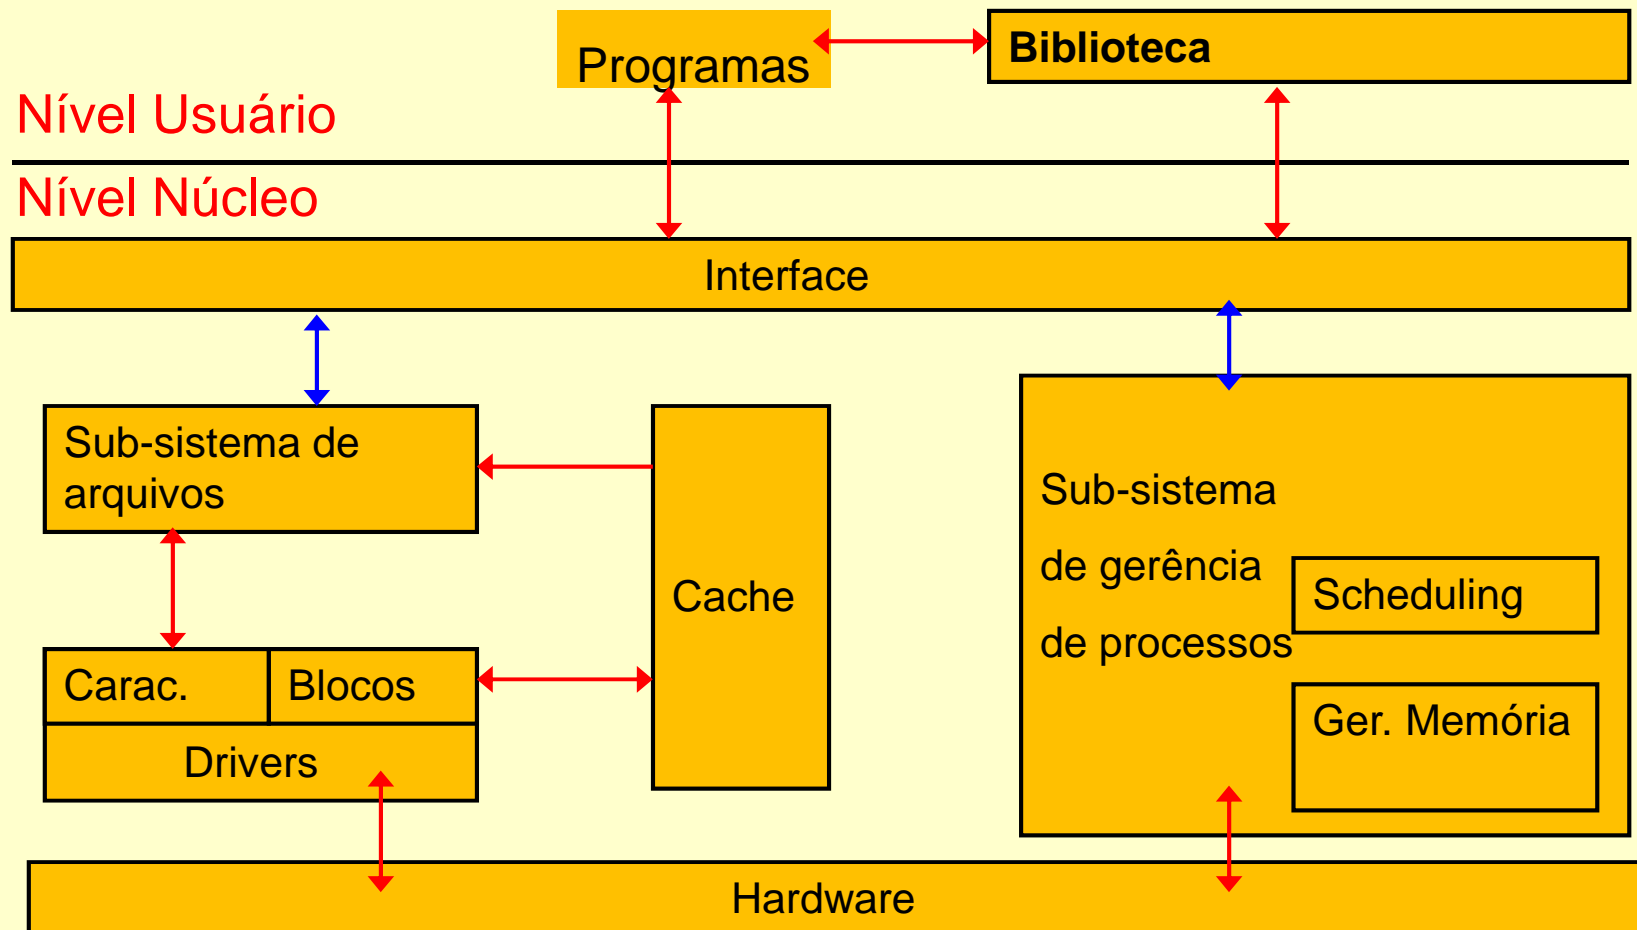 Programas
Biblioteca
Nível Usuário
Nível Núcleo
Interface
Sub-sistema de
arquivos
Cache
Carac.
Blocos
Drivers
Sub-sistema
de gerência
de processos
Scheduling
Ger. Memória
Hardware